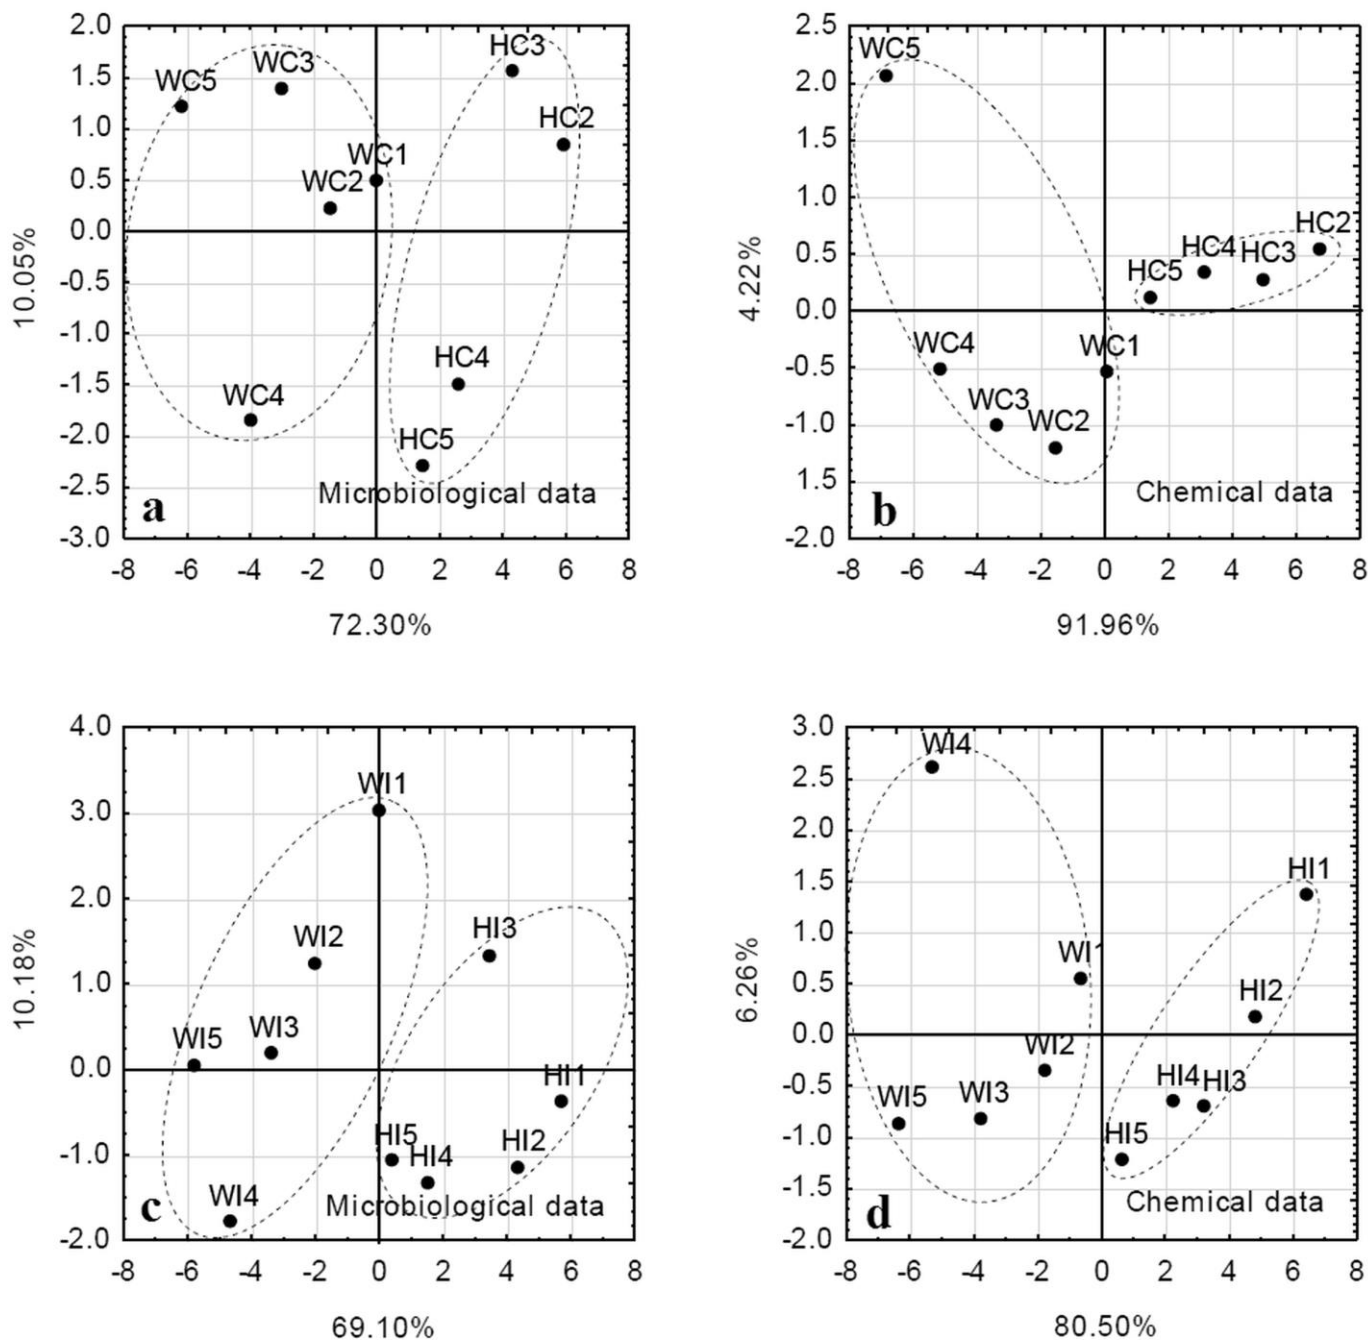 2.0
1.5
1.0
0.5
0.0
-0.5
-1.0
-1.5
-2.0
-2.5
-3.0
10.05%
HC3
WC3
WC5
HC2
WC1
WC2
HC4
WC4
HC5
Microbiological data
a
-8 -6 -4 -2 0 2 4 6 8
72.30%
2.5
2.0
1.5
1.0
0.5
0.0
-0.5
-1.0
1.5
-2.0
4.22%
WC5
HC2
HC4 HC3
HC5
WC4 WC1
WC3
WC2
Chemical data
b
-8 -6 -4 -2 0 2 4 6 8
91.96%
4.0
3.0
2.0
1.0
0.0
-1.0
-2.0
10.18%
WI1
HI3
WI2
WI5 WI3
HI1
HI5
HI2
HI4
WI4
Microbiological data
c
-8 -6 -4 -2 0 2 4 6 8
69.10%
3.0
2.5
2.0
1.5
1.0
0.5
0.0
-0.5
-1.0
-1.5
-2.0
6.26%
WI4
HI1
WI1
HI2
WI2
HI4 HI3
WI5 WI3
HI5
Chemical data
d
-8 -6 -4 -2 0 2 4 6 8
80.50%